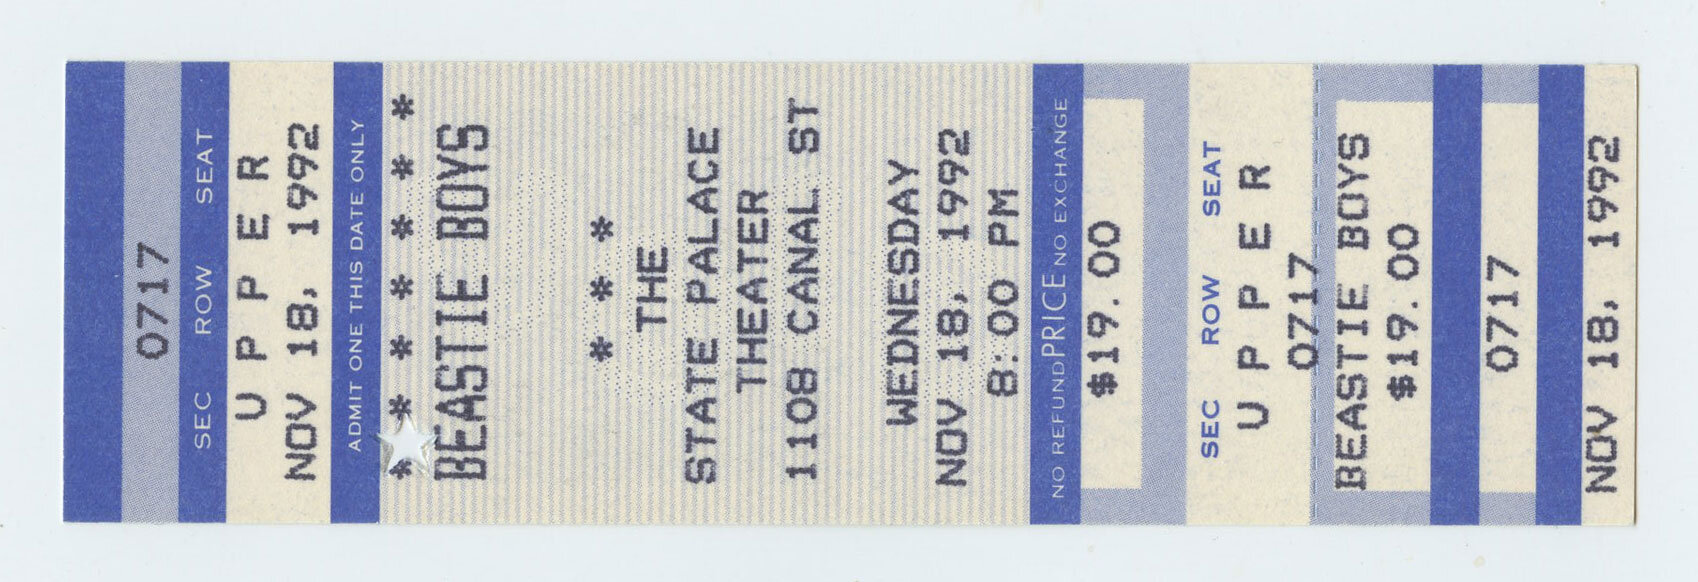 0717
SEC ROW SEAT
UPPER
NOV 18, 1992
ADMIT ONE THIS DATE ONLY
*******
BEASTIE BOYS
***
THE
STATE PALACE
THEATER
1108 CANAL ST
WEDNESDAY
NOV 18, 1992
8:00 PM
NO REFUND PRICE NO EXCHANGE
$19.00
SEC ROW SEAT
UPPER
0717
BEASTIE BOYS
$19.00
0717
NOV 18, 1992